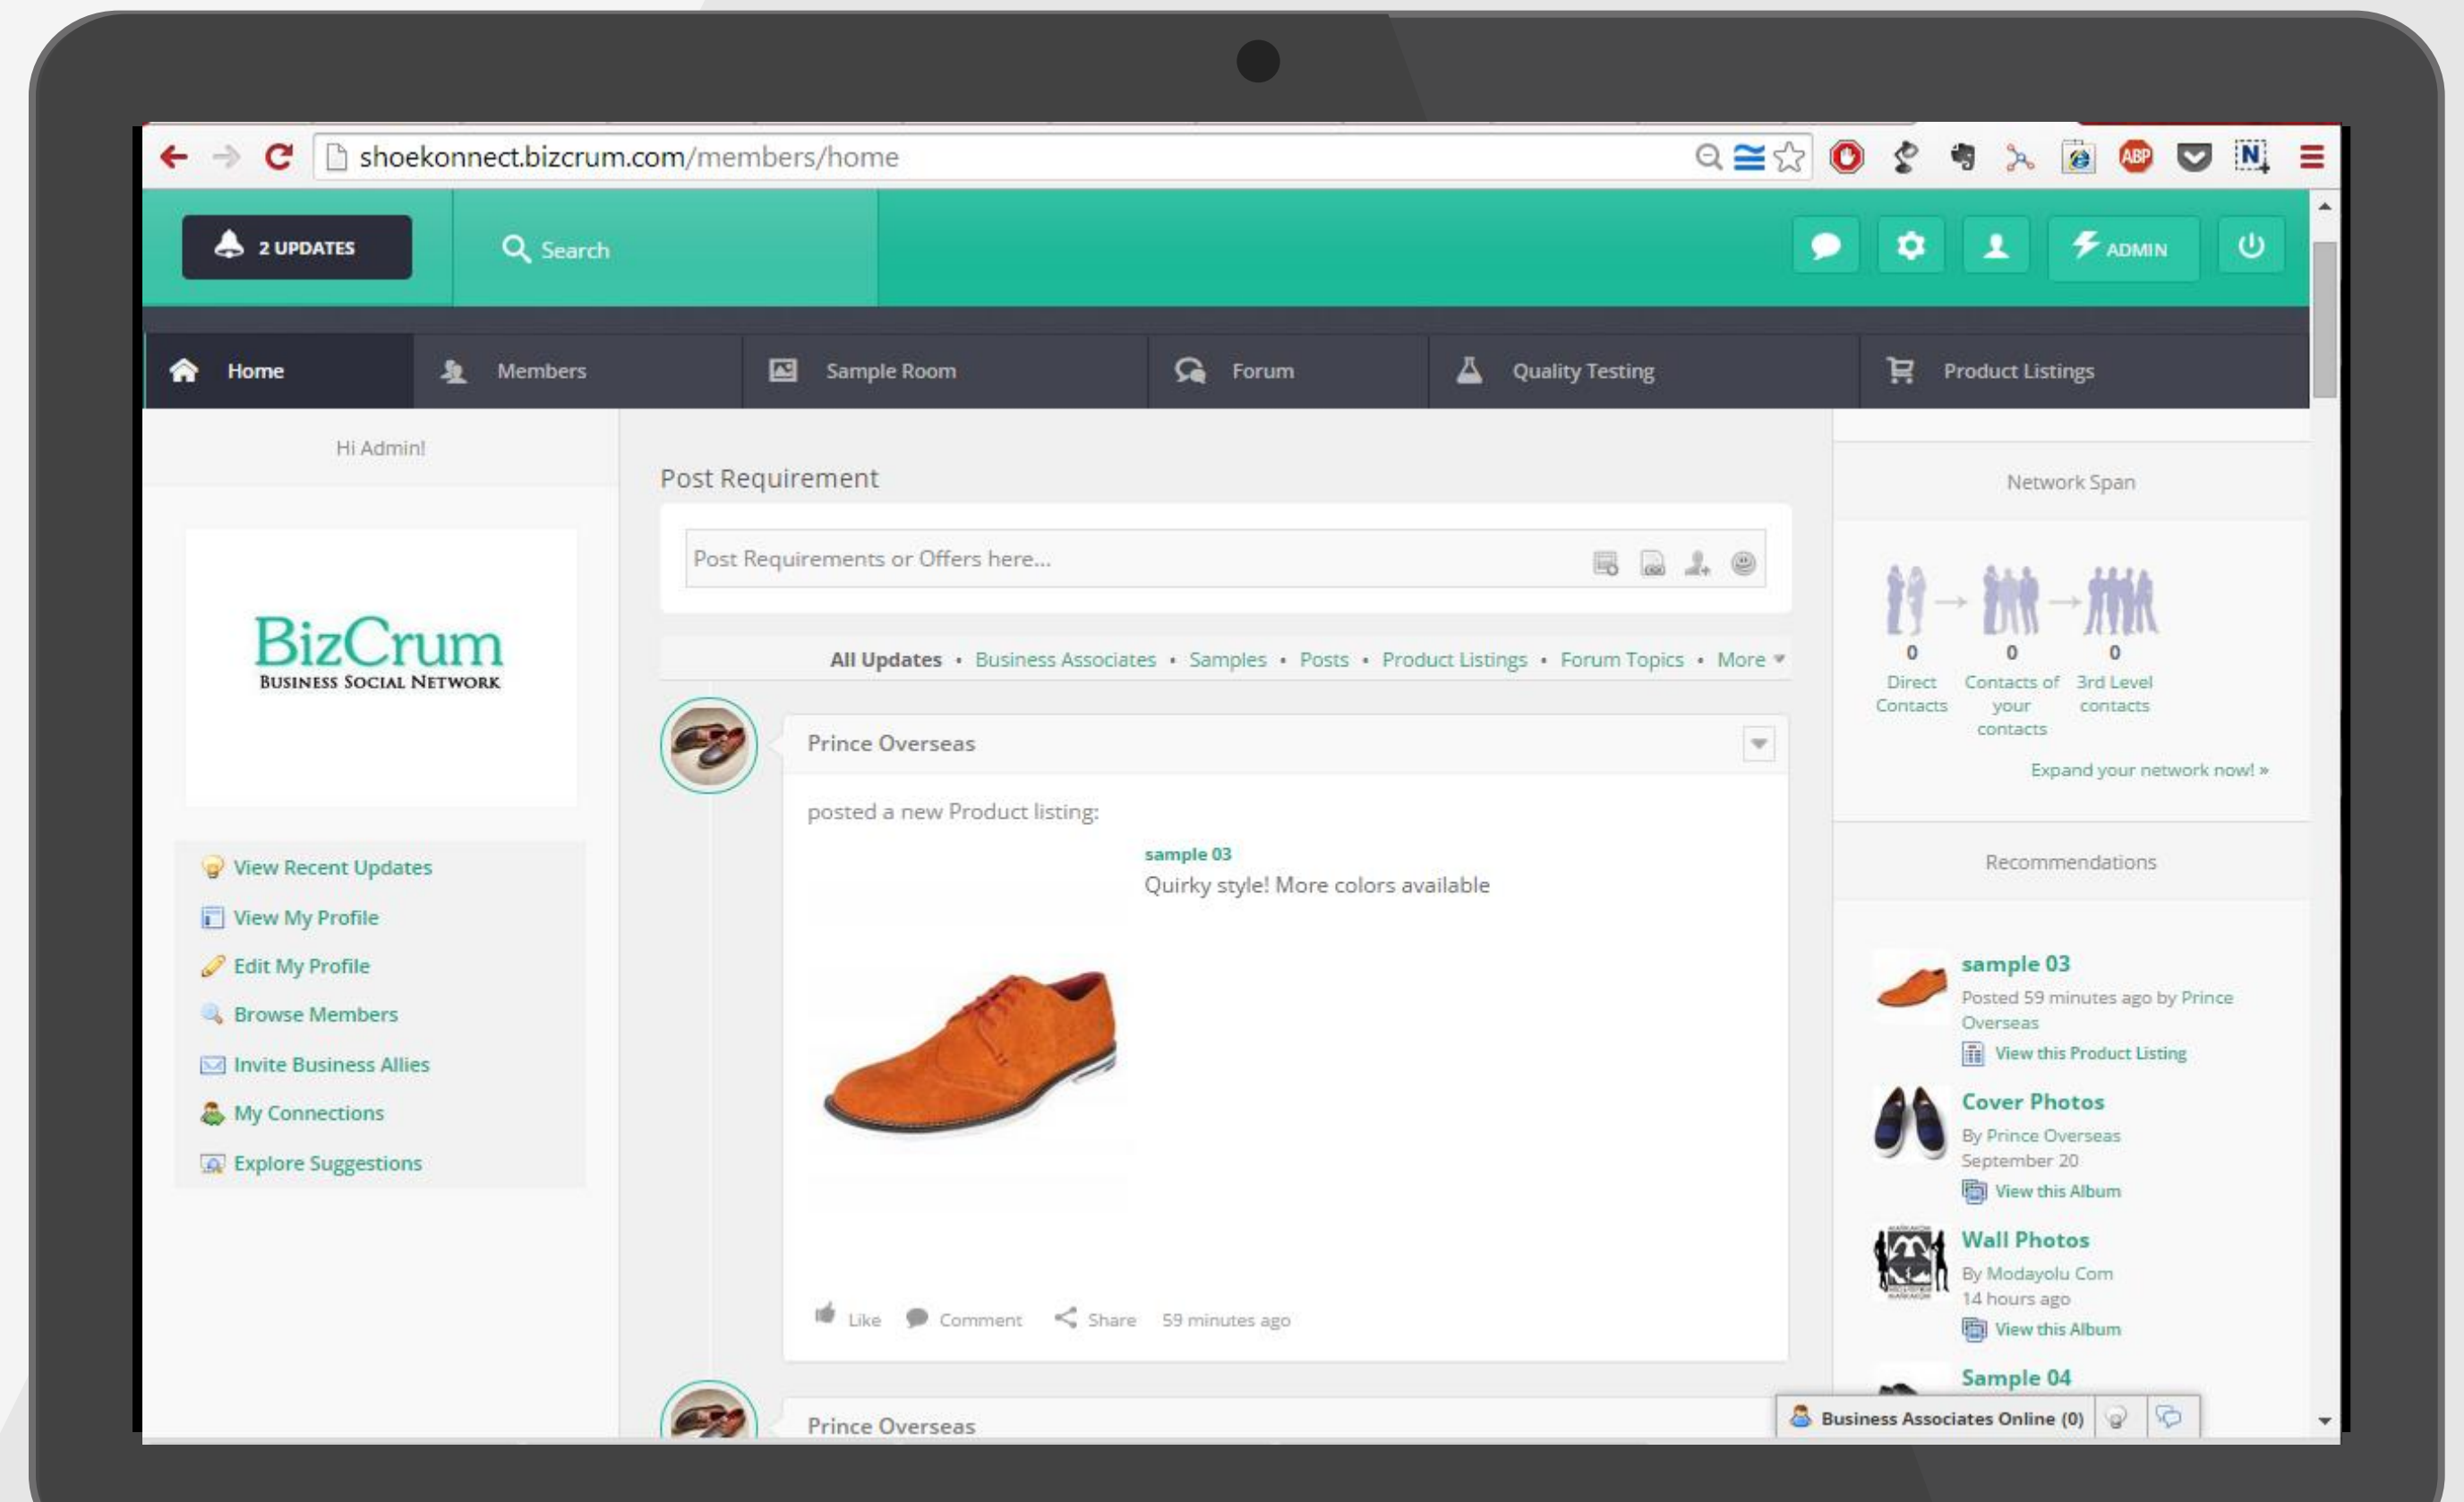 shoekonnect.bizcrum.com/members/home
ABP
N
2 UPDATES
Search
ADMIN
Home
Members
Sample Room
Forum
Quality Testing
Product Listings
Hi Admin!
BizCrum
BUSINESS SOCIAL NETWORK
View Recent Updates
View My Profile
Edit My Profile
Browse Members
Invite Business Allies
My Connections
Explore Suggestions
Post Requirement
Post Requirements or Offers here...
All Updates • Business Associates • Samples • Posts • Product Listings • Forum Topics • More
Prince Overseas
posted a new Product listing:
sample 03
Quirky style! More colors available
Like Comment Share 59 minutes ago
Prince Overseas
Network Span
0 0 0
Direct
Contacts
Contacts of
your
contacts
3rd Level
contacts
Expand your network now! »
Recommendations
sample 03
Posted 59 minutes ago by Prince
Overseas
View this Product Listing
Cover Photos
By Prince Overseas
September 20
View this Album
Wall Photos
By Modayolu Com
14 hours ago
View this Album
Sample 04
Business Associates Online (0)